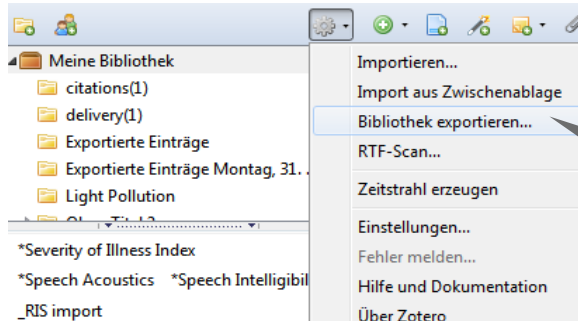 Meine Bibliothek
citations(1)
delivery(1)
Exportierte Einträge
Exportierte Einträge Montag, 31. .
Light Pollution
*Severity of Illness Index
*Speech Acoustics *Speech Intelligibil
_RIS import
Importieren...
Import aus Zwischenablage
Bibliothek exportieren...
RTF-Scan...
Zeitstrahl erzeugen
Einstellungen...
Fehler melden...
Hilfe und Dokumentation
Über Zotero